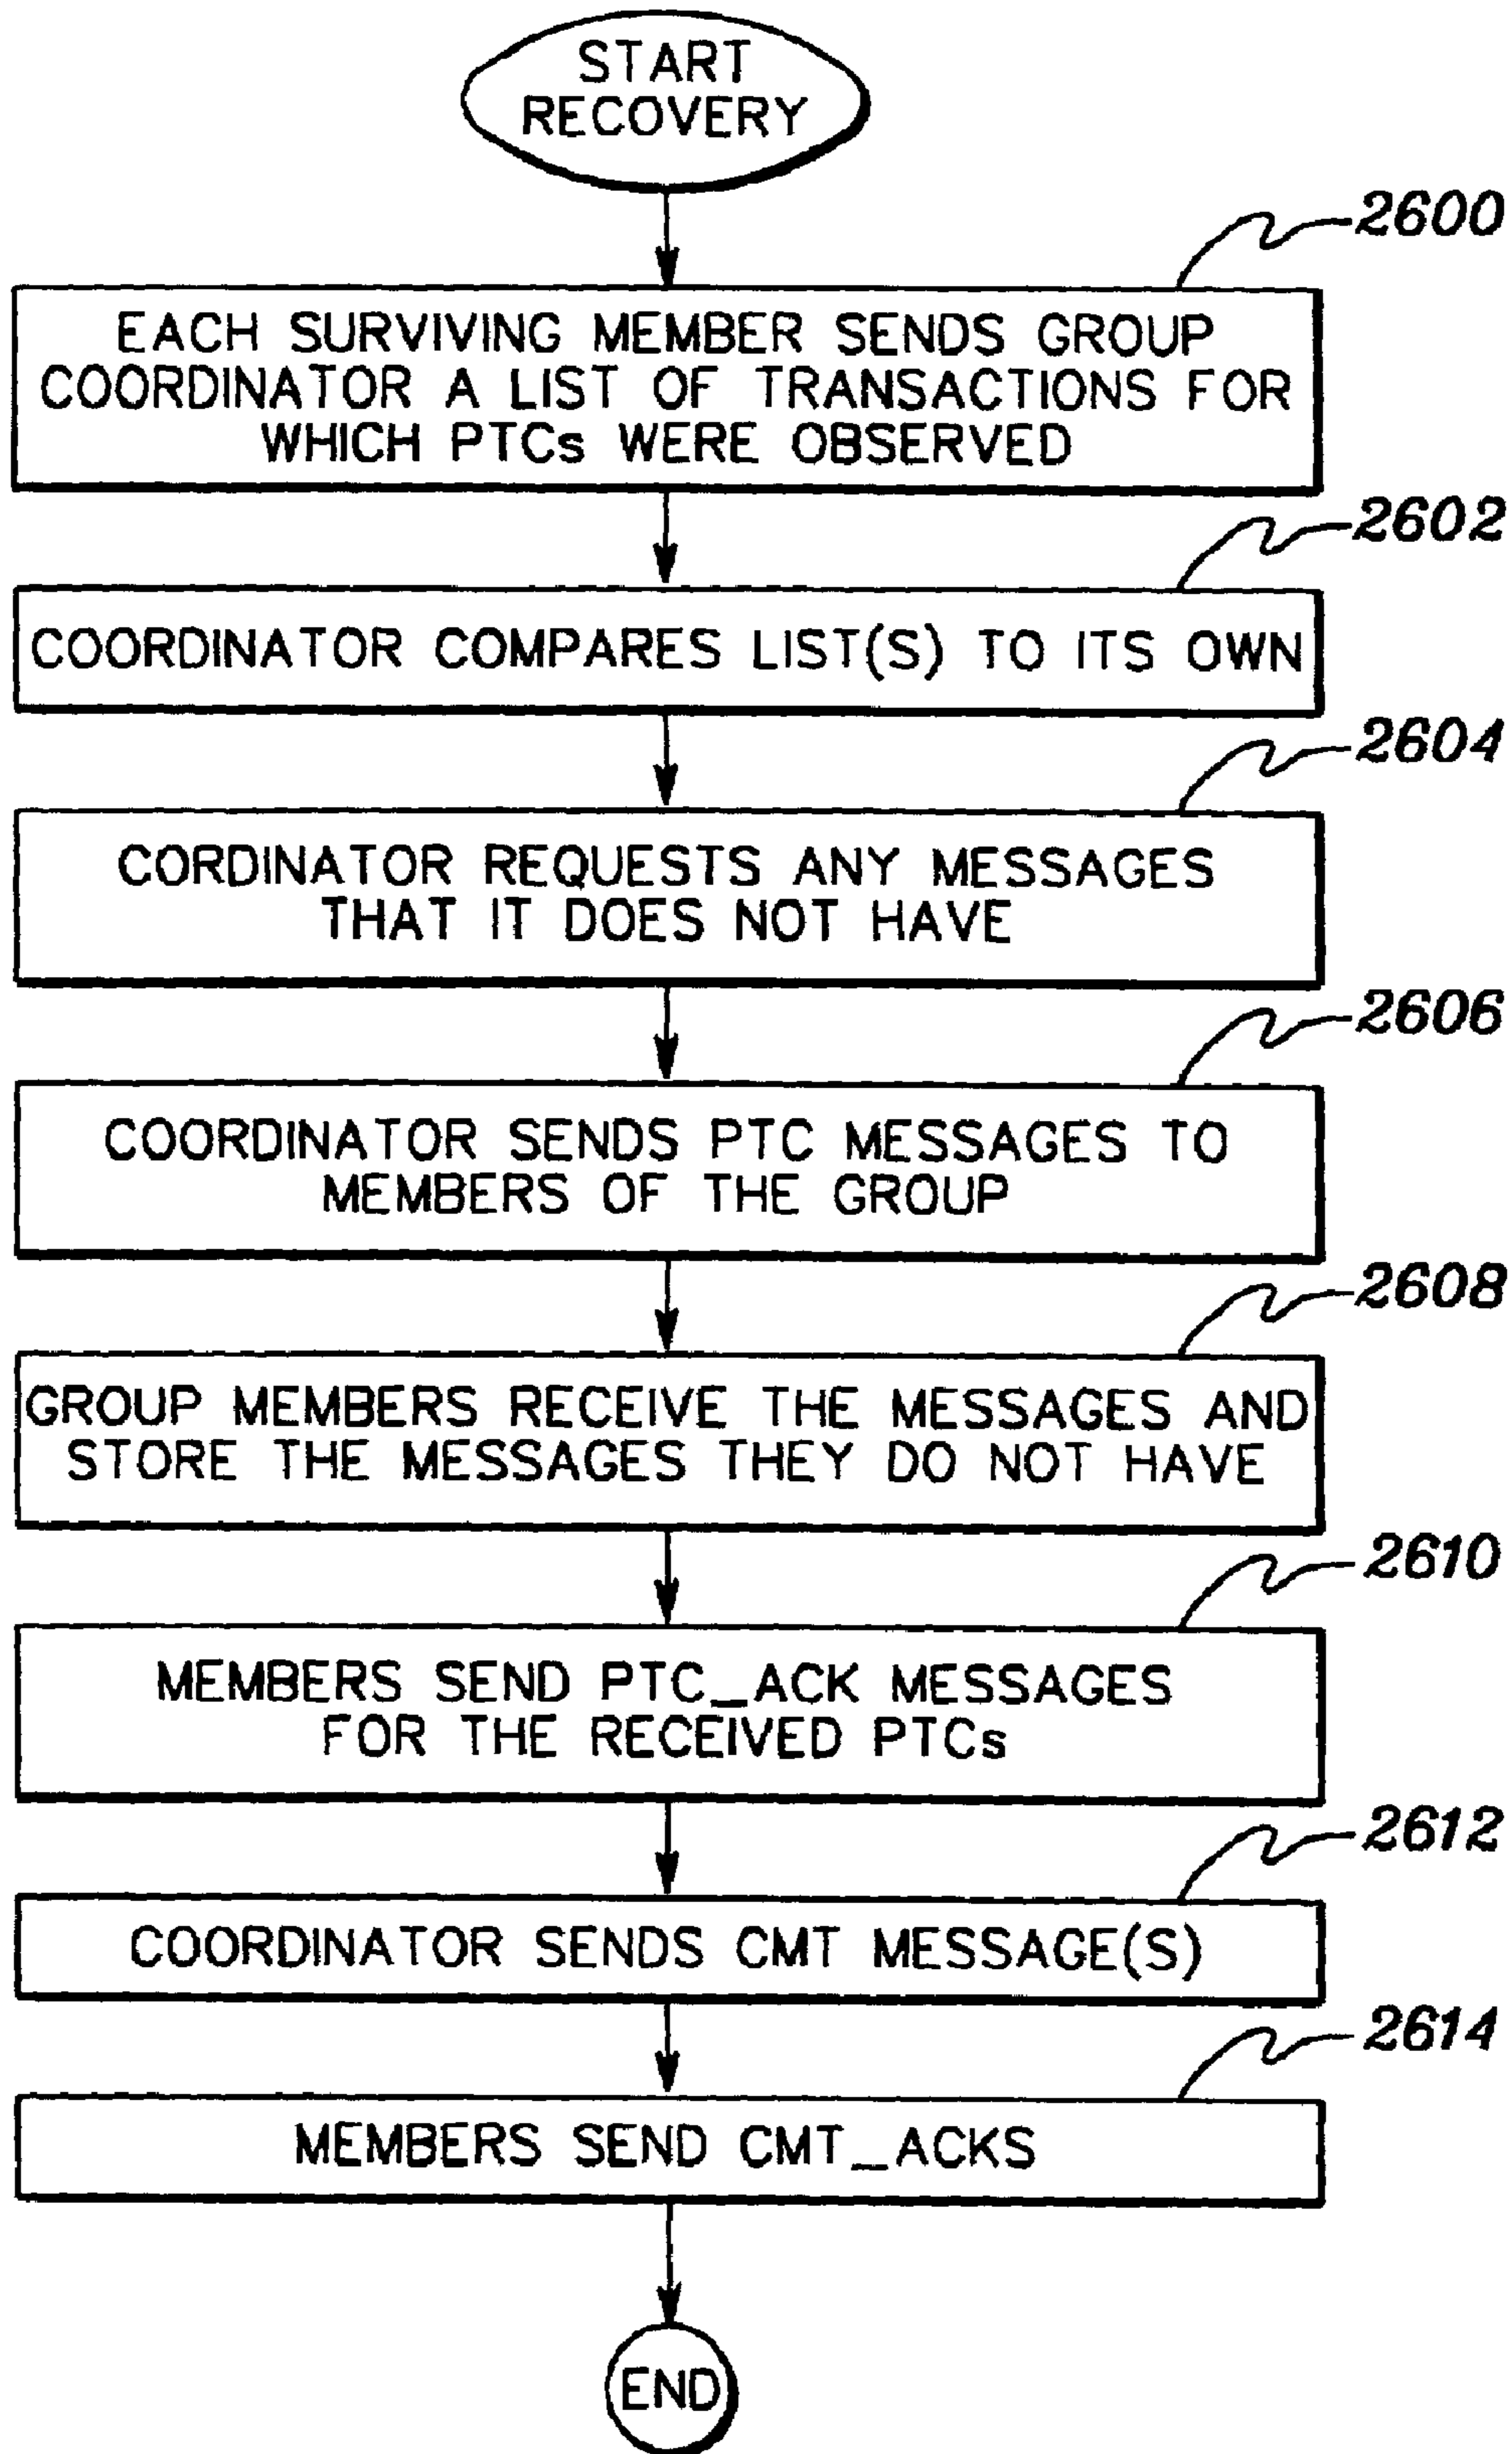 START
RECOVERY
2600
EACH SURVIVING MEMBER SENDS GROUP
COORDINATOR A LIST OF TRANSACTIONS FOR
WHICH PTCs WERE OBSERVED
2602
COORDINATOR COMPARES LIST(S) TO ITS OWN
2604
CORDINATOR REQUESTS ANY MESSAGES
THAT IT DOES NOT HAVE
2606
COORDINATOR SENDS PTC MESSAGES TO
MEMBERS OF THE GROUP
2608
GROUP MEMBERS RECEIVE THE MESSAGES AND
STORE THE MESSAGES THEY DO NOT HAVE
2610
MEMBERS SEND PTC_ACK MESSAGES
FOR THE RECEIVED PTCs
2612
COORDINATOR SENDS CMT MESSAGE(S)
2614
MEMBERS SEND CMT_ACKS
END